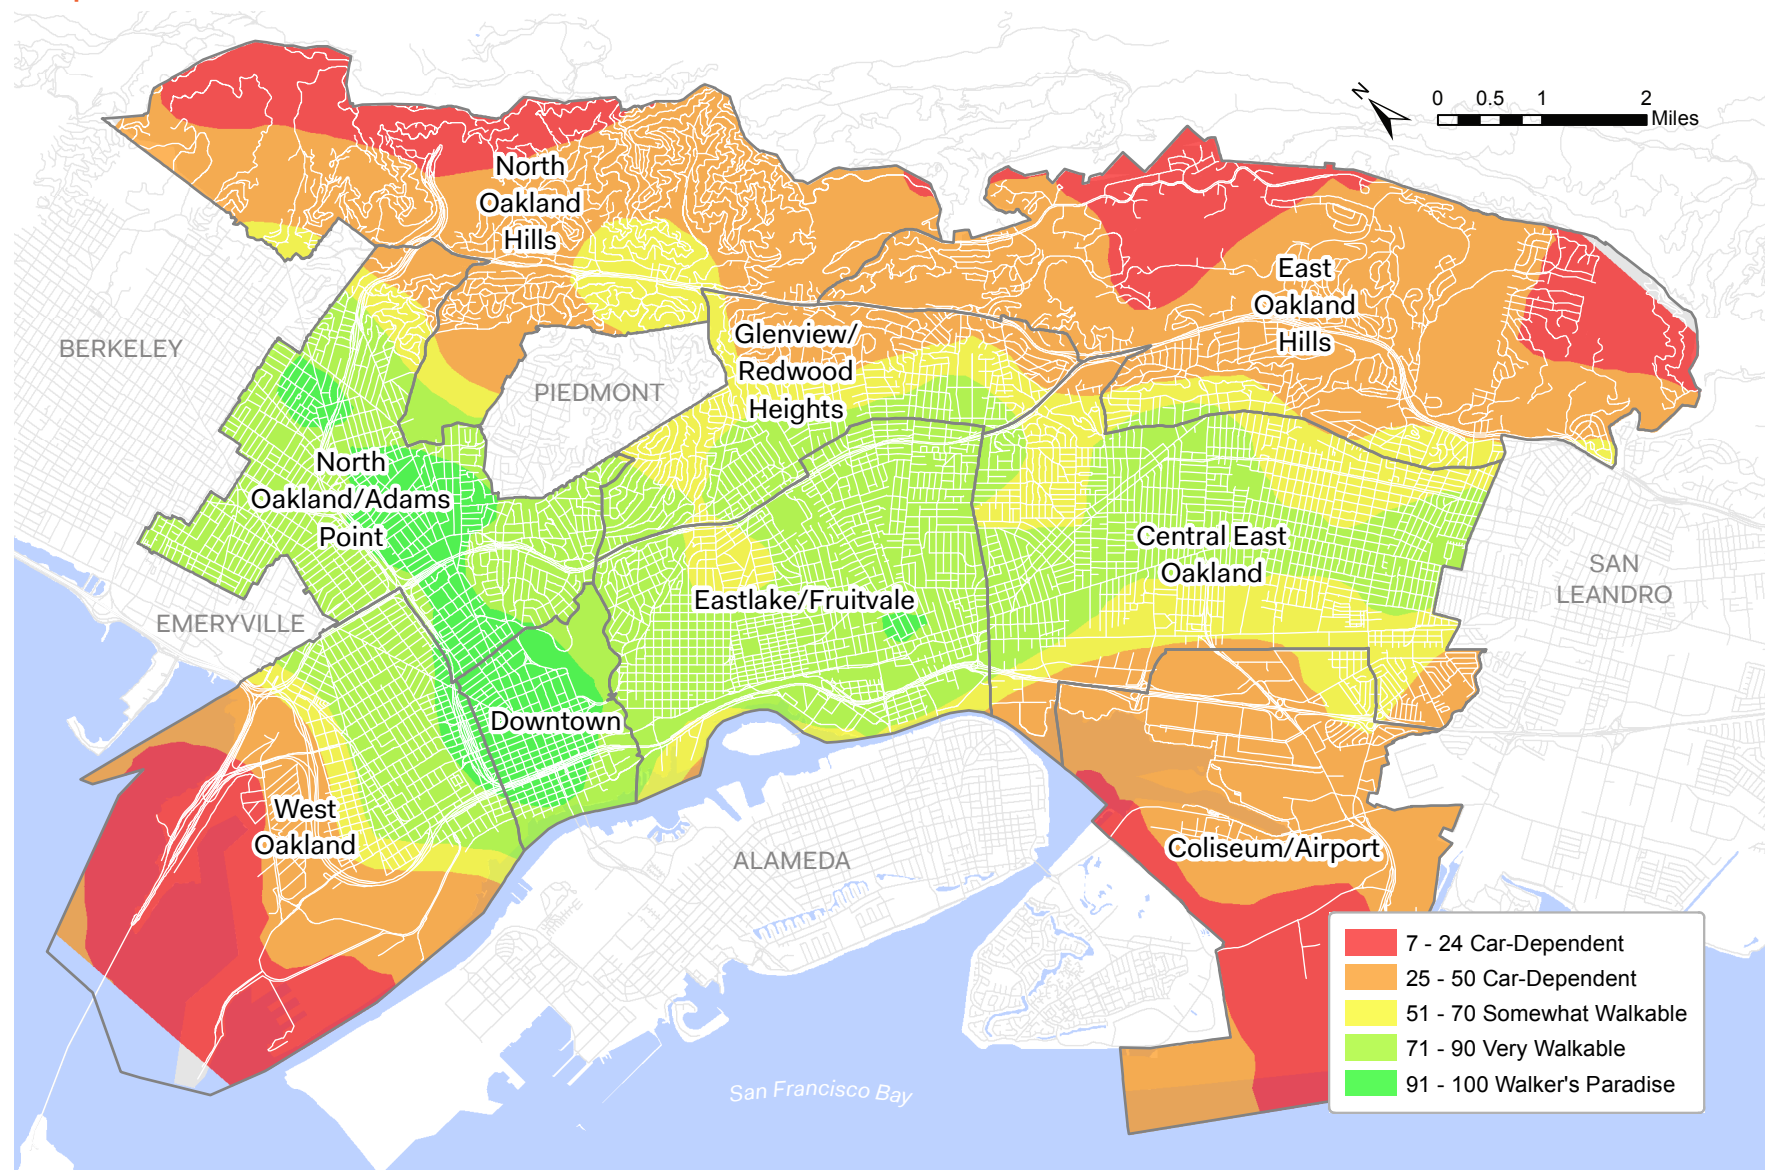 N
0 0.5 1 2
Miles
North
Oakland
Hills
East
Oakland
Hills
BERKELEY
Glenview/
Redwood
Heights
PIEDMONT
North
Oakland/Adams
Point
Central East
Oakland
SAN
LEANDRO
Eastlake/Fruitvale
EMERYVILLE
Downtown
West
Oakland
ALAMEDA
Coliseum/Airport
7 - 24 Car-Dependent
25 - 50 Car-Dependent
51 - 70 Somewhat Walkable
71 - 90 Very Walkable
91 - 100 Walker's Paradise
San Francisco Bay